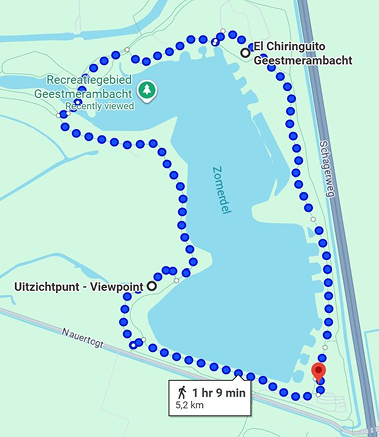 El Chiringuito
Geestmerambacht
Recreatiegebied
Geestmerambacht
Recently viewed
Schagerweg
Zomerdel
Uitzichtpunt - Viewpoint
Nauertogt
1 hr 9 min
5,2 km